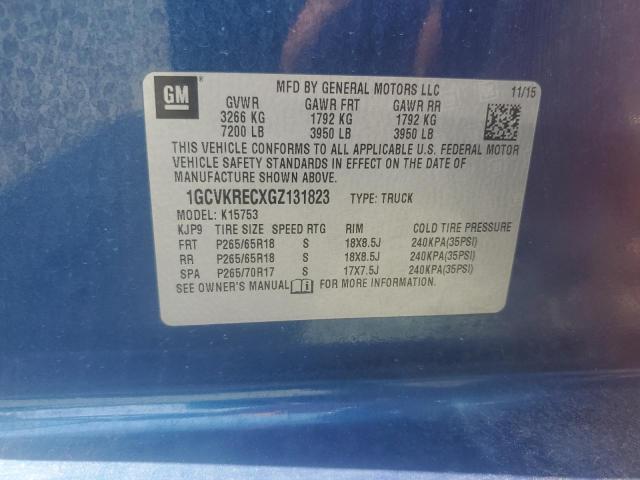 GM
MFD BY GENERAL MOTORS LLC 11/15
GVWR GAWR FRT GAWR RR
3266 KG 1792 KG 1792 KG
7200 LB 3950 LB 3950 LB
THIS VEHICLE CONFORMS TO ALL APPLICABLE U.S. FEDERAL MOTOR
VEHICLE SAFETY STANDARDS IN EFFECT ON THE DATE OF
MANUFACTURE SHOWN ABOVE.
1GCVKRECXGZ131823 TYPE: TRUCK
MODEL: K15753
KJP9 TIRE SIZE SPEED RTG RIM COLD TIRE PRESSURE
FRT P265/65R18 S 18X8.5J 240KPA(35PSI)
RR P265/65R18 S 18X8.5J 240KPA(35PSI)
SPA P265/70R17 S 17X7.5J 240KPA(35PSI)
SEE OWNER'S MANUAL FOR MORE INFORMATION.